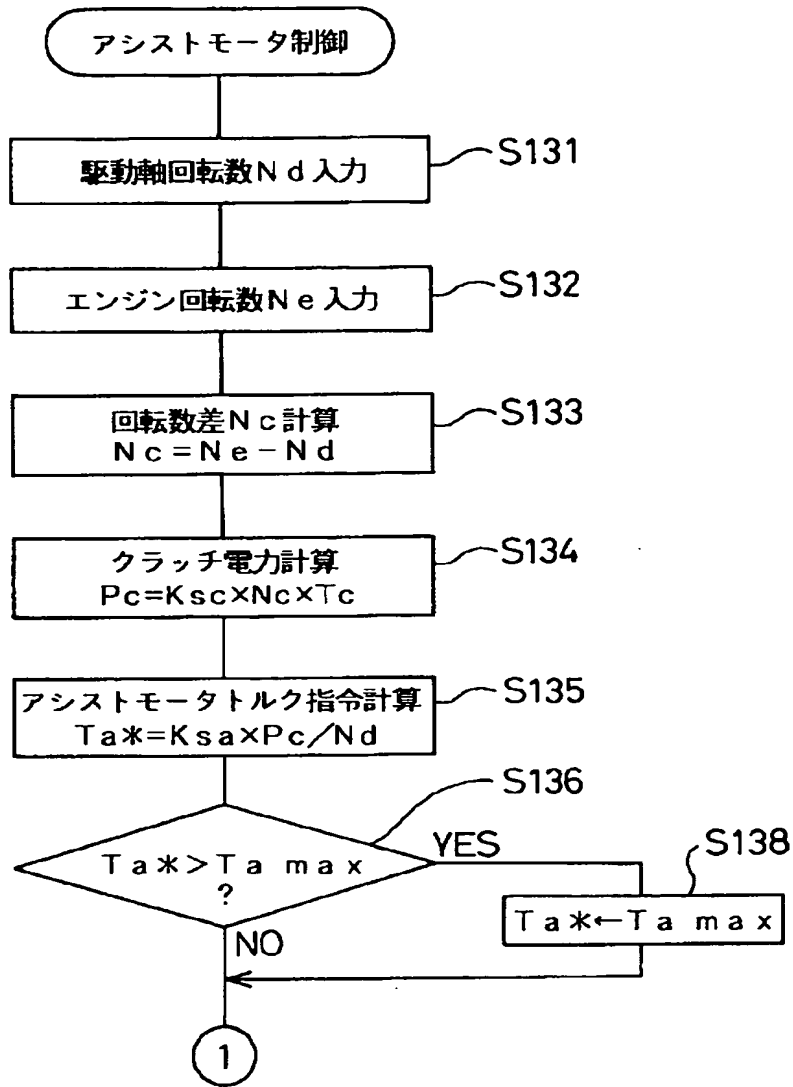 アシストモータ制御
駆動軸回転数Nd入力
S131
エンジン回転数Ne入力
S132
回転数差Nc計算
Nc=Ne-Nd
S133
クラッチ電力計算
Pc=Ksc×Nc×Tc
S134
アシストモータトルク指令計算
Ta*=Ksa×Pc/Nd
S135
S136
Ta*>Ta max
?
YES
S138
Ta*←Ta max
NO
1